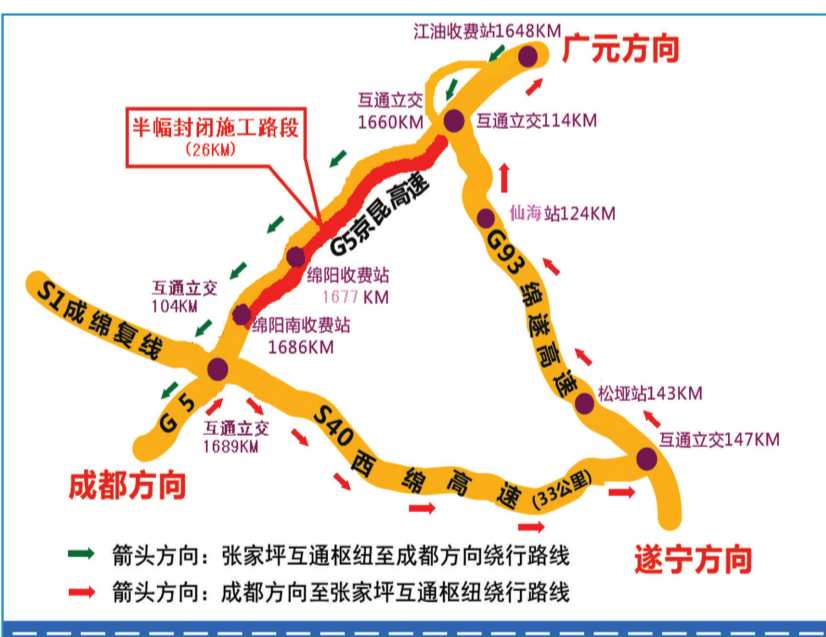 江油收费站1648KM
广元方向
互通立交
1660KM
互通立交114KM
半幅封闭施工路段
(26KM)
G5京昆高速
仙海站124KM
绵阳收费站
1677KM
互通立交
104KM
绵阳南收费站
1686KM
S1成绵复线
G93绵遂高速
松垭站143KM
G5
互通立交
1689KM
S40西绵高速(33公里)
互通立交147KM
成都方向
遂宁方向
箭头方向：张家坪互通枢纽至成都方向绕行路线
箭头方向：成都方向至张家坪互通枢纽绕行路线